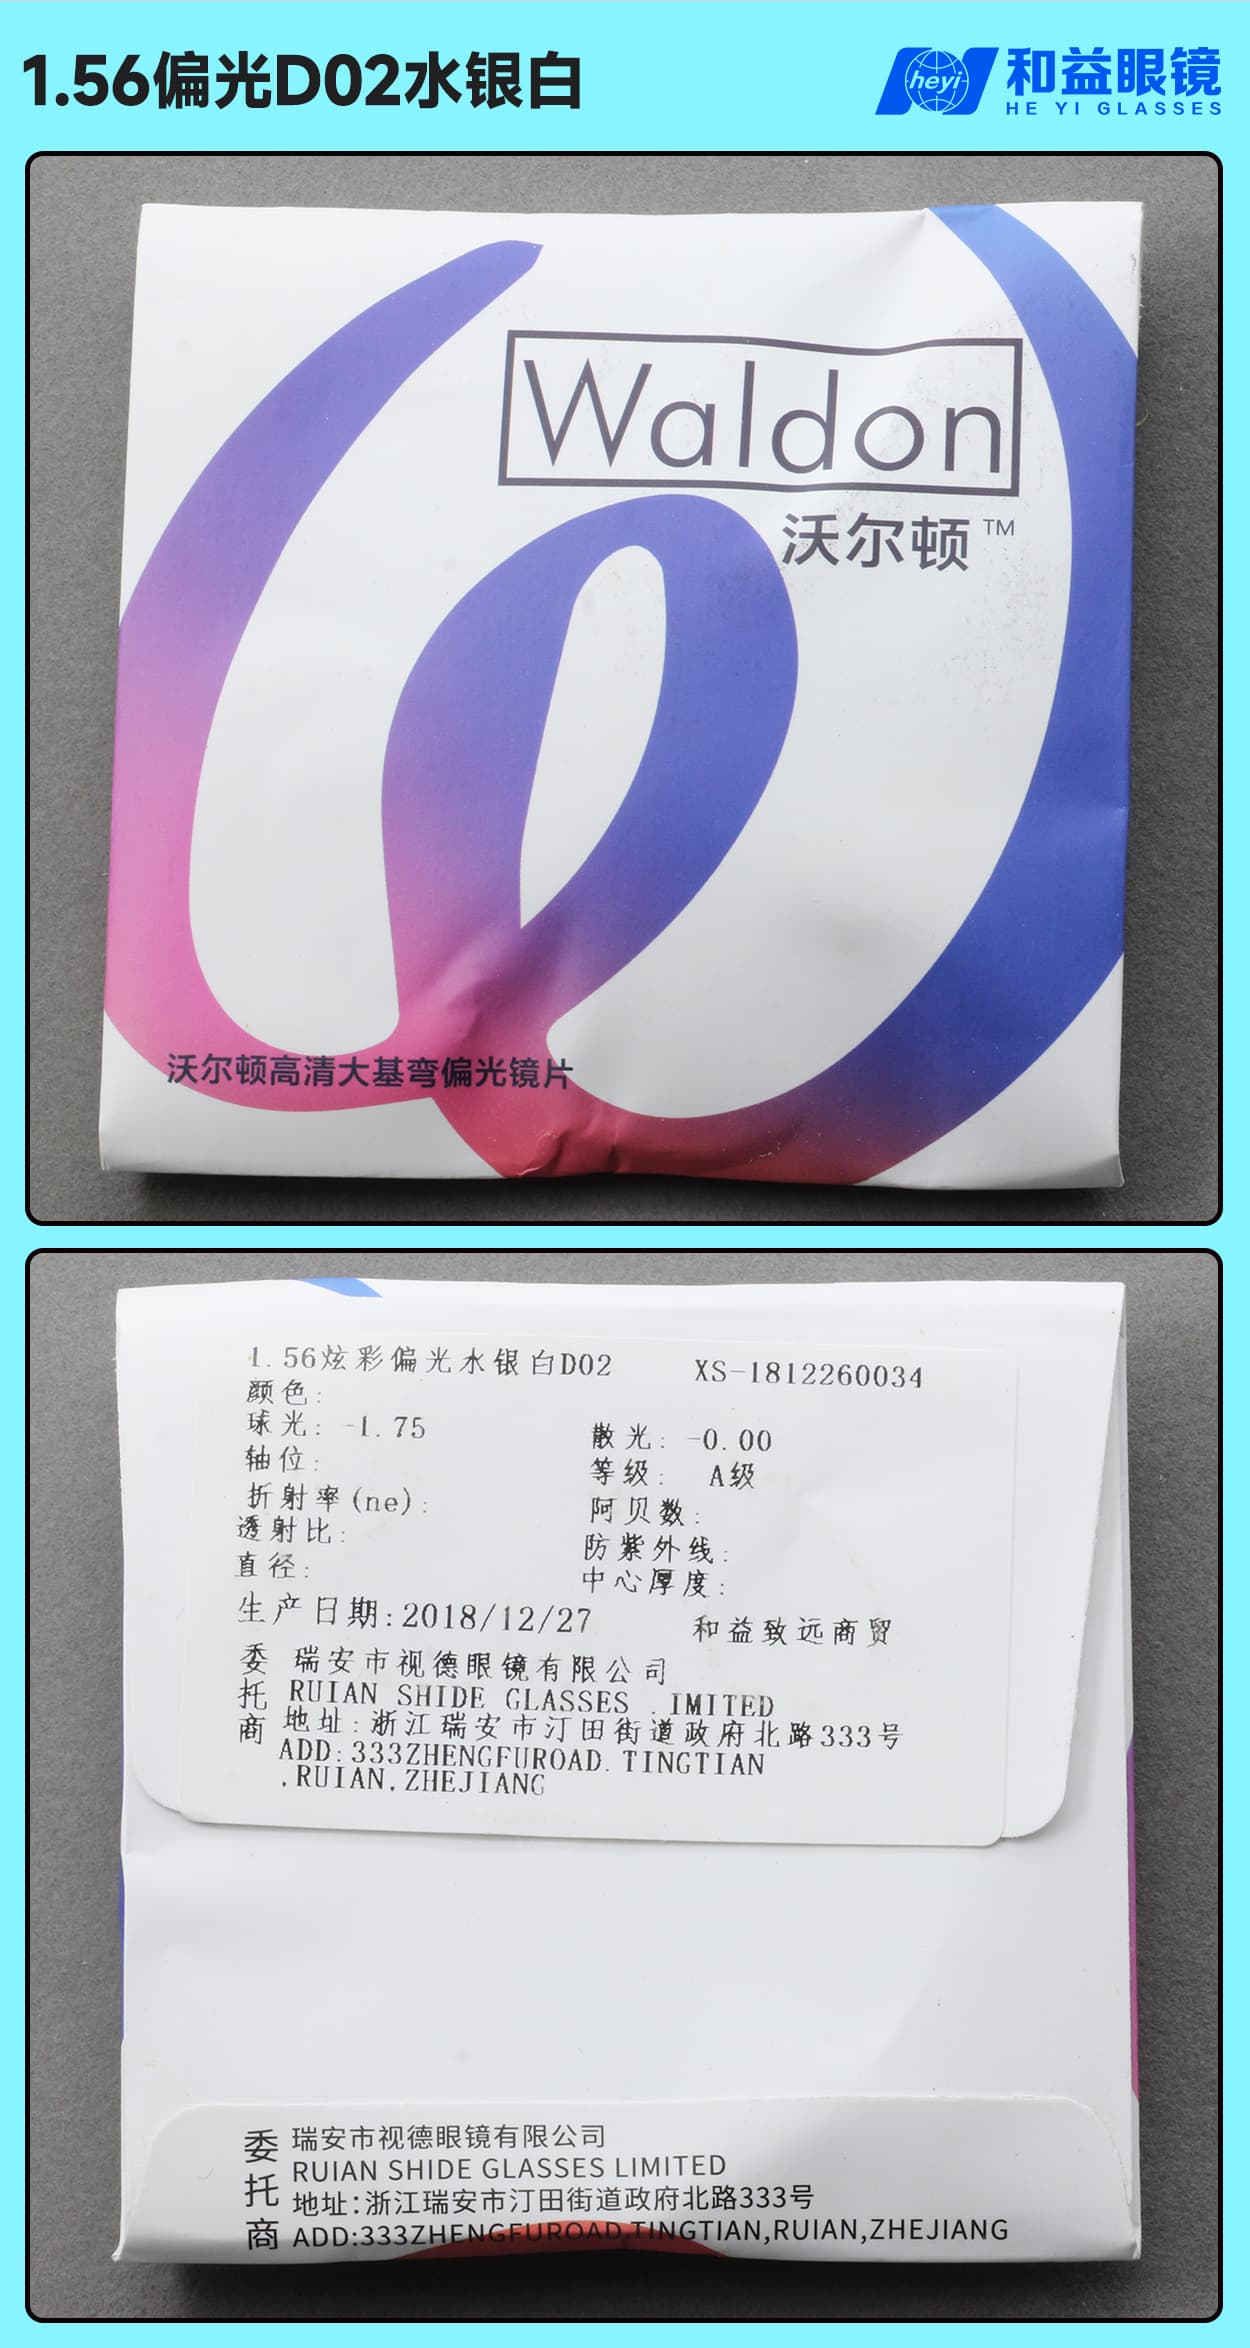 1.56偏光D02水银白
heyi
和益眼镜
HE YI GLASSES
Waldon
沃尔顿™
沃尔顿高清大基弯偏光镜片
1.56炫彩偏光水银白D02 XS-1812260034
颜色:
球光: -1.75 散光: -0.00
轴位: 等级: A级
折射率(ne): 阿贝数:
透射比: 防紫外线:
直径: 中心厚度:
生产日期:2018/12/27 和益致远商贸
委托商
瑞安市视德眼镜有限公司
RUIAN SHIDE GLASSES .IMITED
地址:浙江瑞安市汀田街道政府北路333号
ADD:333ZHENGFUROAD.TINGTIAN
.RUIAN.ZHEJIANG
委托商
瑞安市视德眼镜有限公司
RUIAN SHIDE GLASSES LIMITED
地址:浙江瑞安市汀田街道政府北路333号
ADD:333ZHENGFUROAD,TINGTIAN,RUIAN,ZHEJIANG